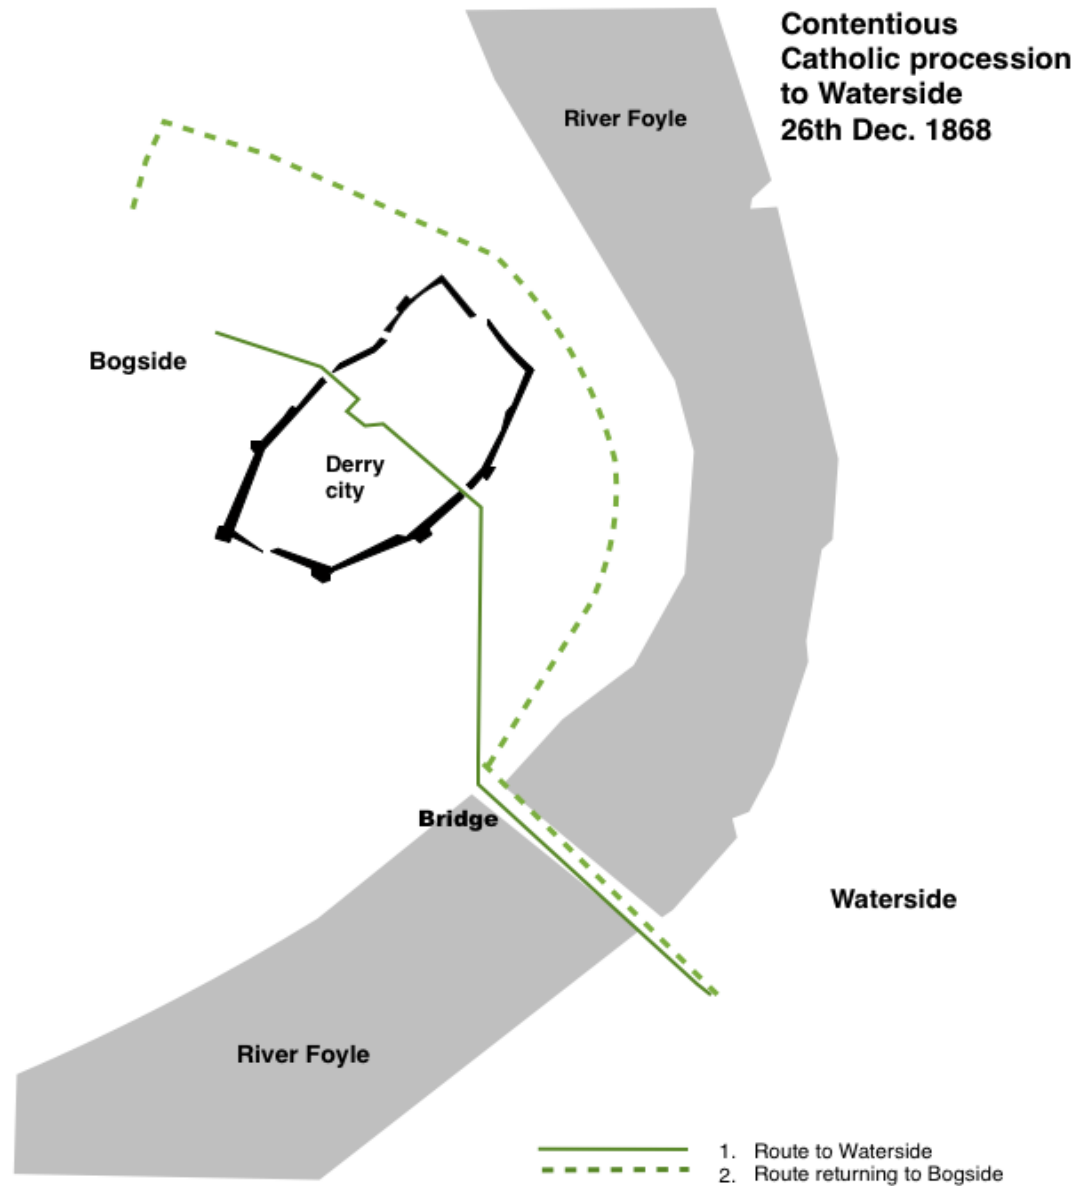 Contentious
Catholic procession
to Waterside
26th Dec. 1868
River Foyle
Bogside
Derry
city
Bridge
Waterside
River Foyle
1. Route to Waterside
2. Route returning to Bogside